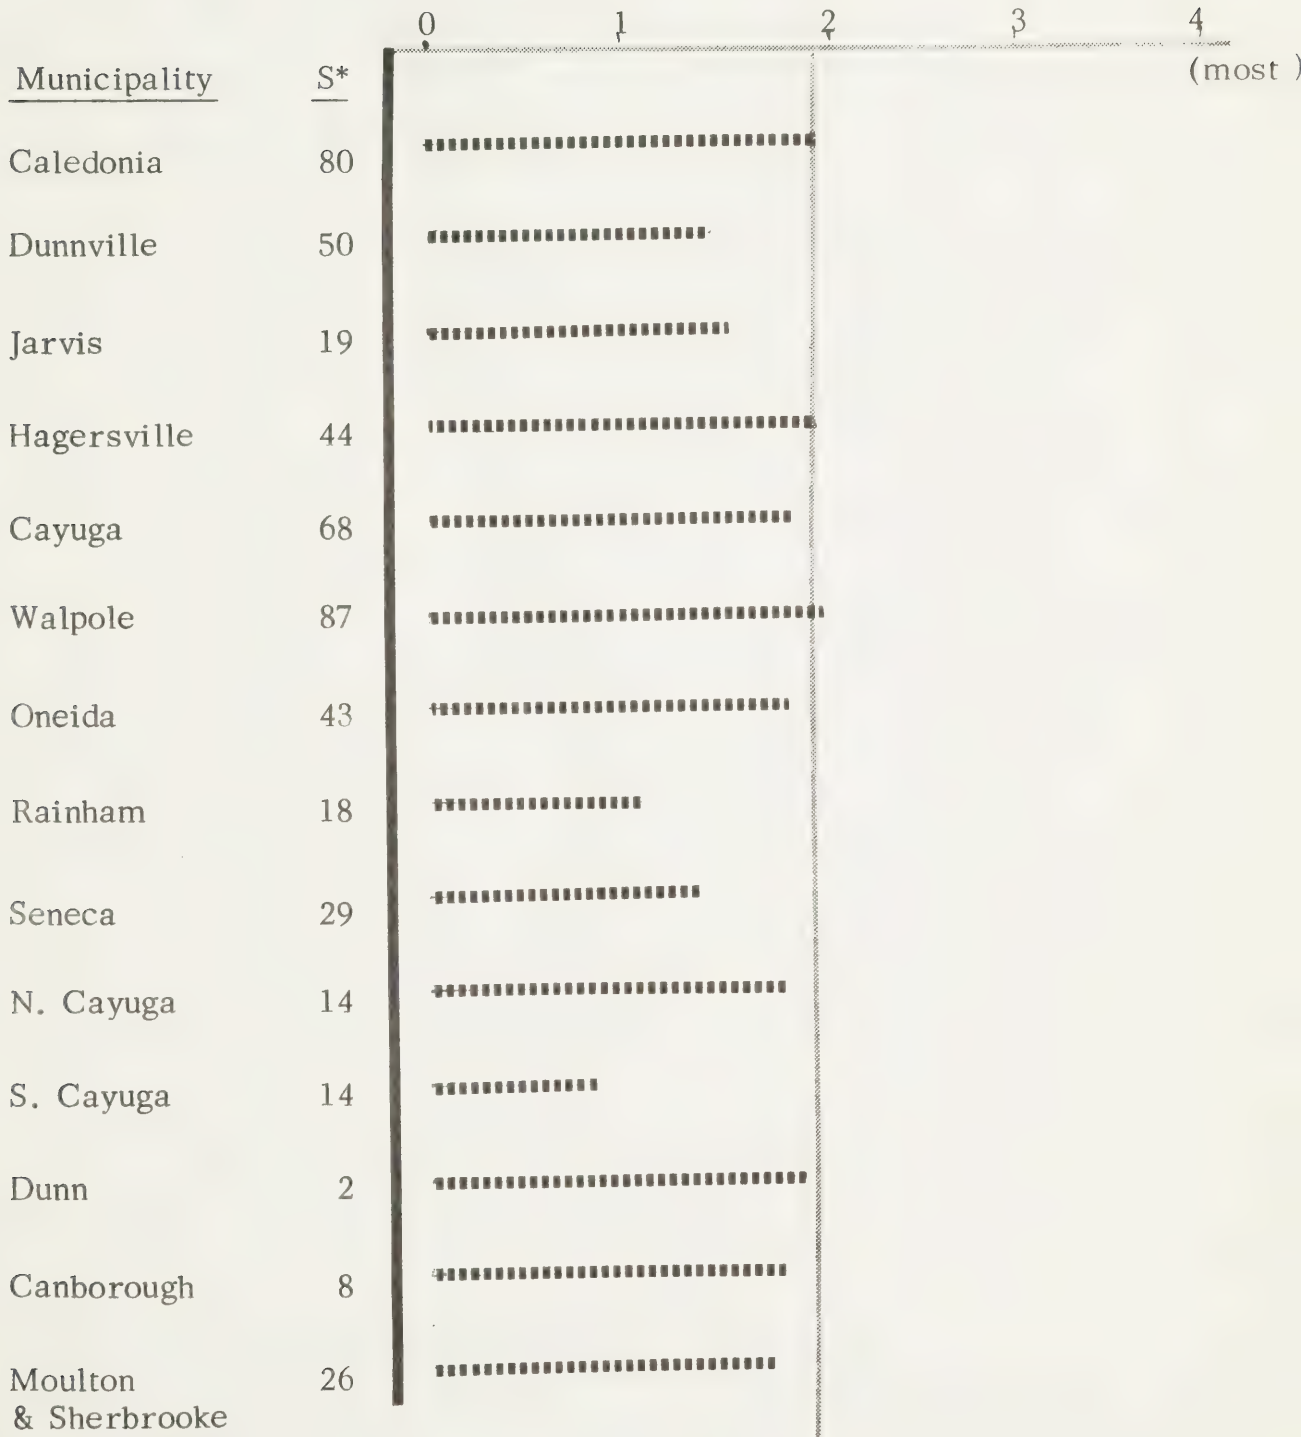 0 1 2 3 4
Municipality S* (most )
Caledonia 80
Dunnville 50
Jarvis 19
Hagersville 44
Cayuga 68
Walpole 87
Oneida 43
Rainham 18
Seneca 29
N. Cayuga 14
S. Cayuga 14
Dunn 2
Canborough 8
Moulton 26
& Sherbrooke